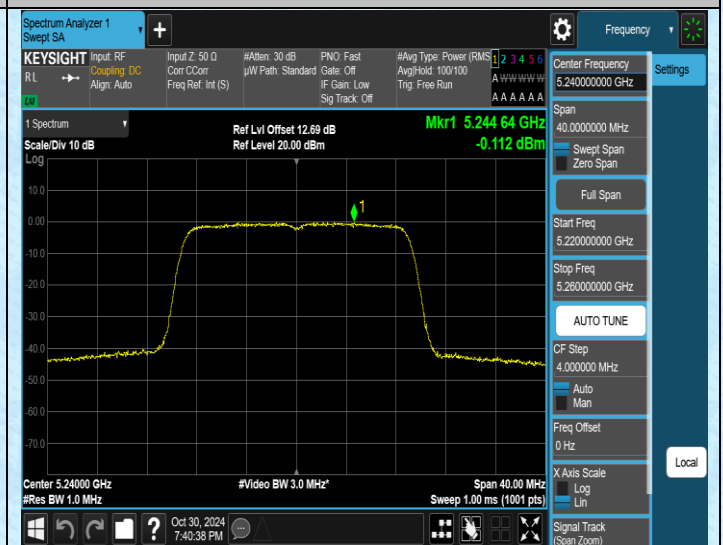 Spectrum Analyzer 1
Swept SA
+
Frequency
KEYSIGHT
R L
LXI
Input: RF
Coupling: DC
Align: Auto
Input Z: 50 Ω
Corr CCorr
Freq Ref: Int (S)
#Atten: 30 dB
µW Path: Standard
PNO: Fast
Gate: Off
IF Gain: Low
Sig Track: Off
#Avg Type: Power (RMS
Avg|Hold: 100/100
Trig: Free Run
1 2 3 4 5 6
A W W W W W
A A A A A A
1 Spectrum
Scale/Div 10 dB
Log
Ref Lvl Offset 12.69 dB
Ref Level 20.00 dBm
Mkr1 5.244 64 GHz
-0.112 dBm
1
10.0
0.00
-10.0
-20.0
-30.0
-40.0
-50.0
-60.0
-70.0
Center 5.24000 GHz
#Res BW 1.0 MHz
#Video BW 3.0 MHz*
Span 40.00 MHz
Sweep 1.00 ms (1001 pts)
?
Oct 30, 2024
7:40:38 PM
Center Frequency
5.240000000 GHz
Span
40.0000000 MHz
Swept Span
Zero Span
Full Span
Start Freq
5.220000000 GHz
Stop Freq
5.260000000 GHz
AUTO TUNE
CF Step
4.000000 MHz
Auto
Man
Freq Offset
0 Hz
X Axis Scale
Log
Lin
Signal Track
(Span Zoom)
Settings
Local